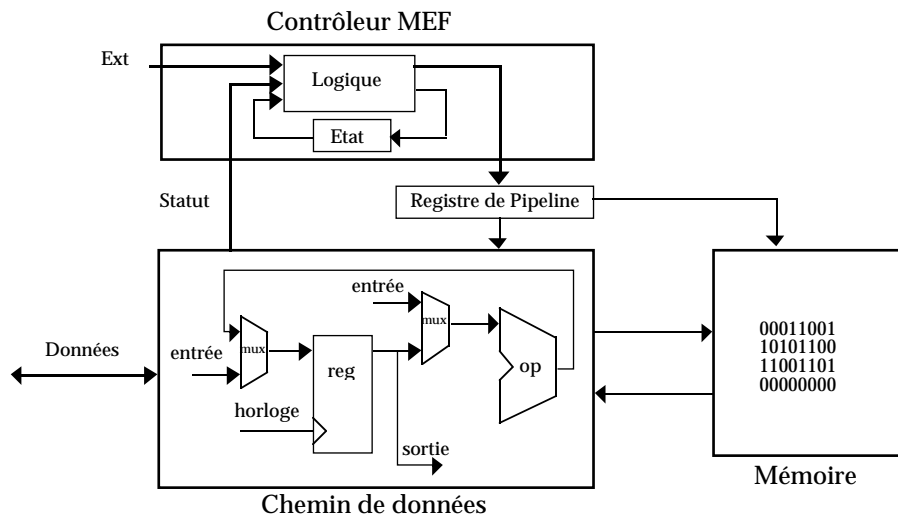 Contrôleur MEF
Ext
Logique
Etat
Statut
Registre de Pipeline
entrée
mux
Données
entrée
mux
reg
op
horloge
sortie
00011001
10101100
11001101
00000000
Mémoire
Chemin de données